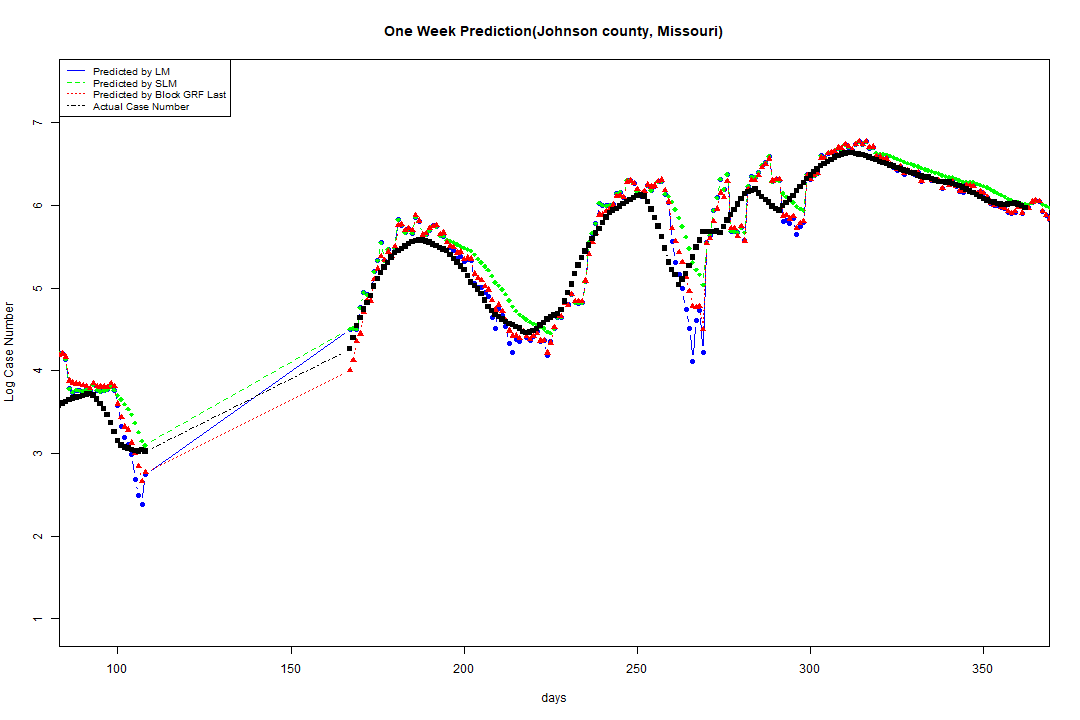 One Week Prediction(Johnson county, Missouri)
Predicted by LM
Predicted by SLM
Predicted by Block GRF Last
Actual Case Number
7
6
5
4
3
2
1
Log Case Number
100
150
200
250
300
350
days